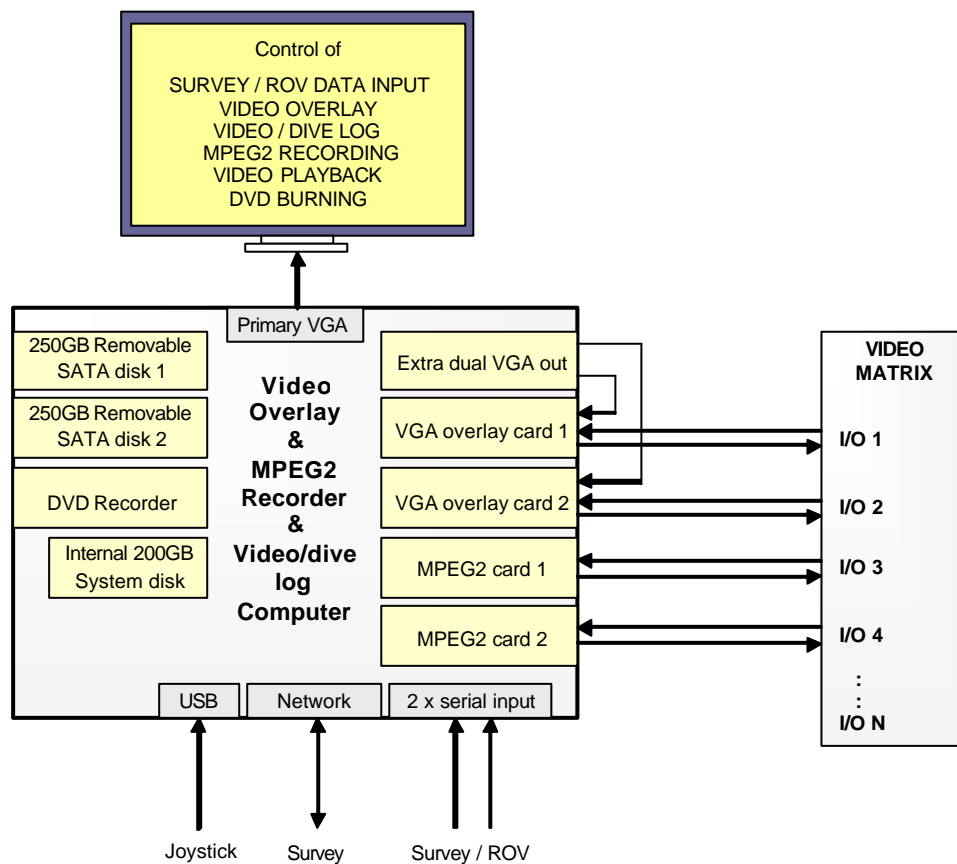 Control of
SURVEY / ROV DATA INPUT
VIDEO OVERLAY
VIDEO / DIVE LOG
MPEG2 RECORDING
VIDEO PLAYBACK
DVD BURNING
Primary VGA
250GB Removable
SATA disk 1
250GB Removable
SATA disk 2
DVD Recorder
Internal 200GB
System disk
Video
Overlay
&
MPEG2
Recorder
&
Video/dive
log
Computer
Extra dual VGA out
VGA overlay card 1
VGA overlay card 2
MPEG2 card 1
MPEG2 card 2
USB
Network
2 x serial input
Joystick
Survey
Survey / ROV
VIDEO
MATRIX
I/O 1
I/O 2
I/O 3
I/O 4
:
:
I/O N